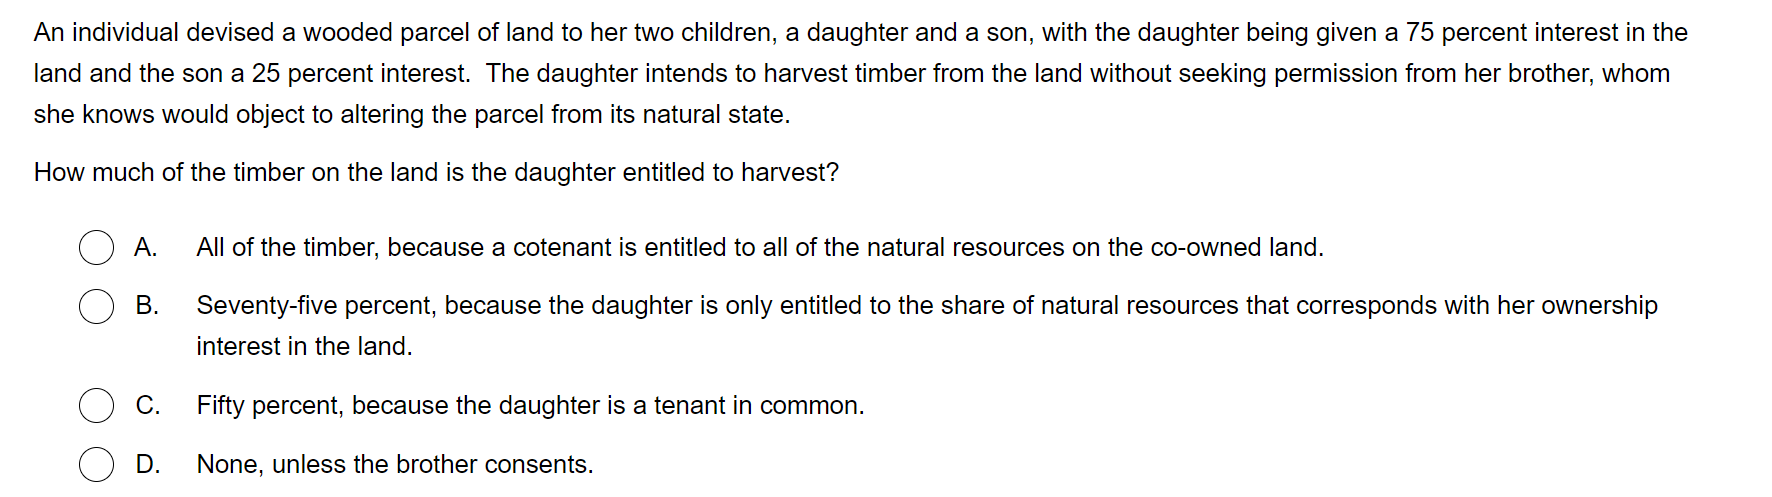 An individual devised a wooded parcel of land to her two children, a daughter and a son, with the daughter being given a 75 percent interest in the
land and the son a 25 percent interest.  The daughter intends to harvest timber from the land without seeking permission from her brother, whom
she knows would object to altering the parcel from its natural state.
How much of the timber on the land is the daughter entitled to harvest?
A. All of the timber, because a cotenant is entitled to all of the natural resources on the co-owned land.
B. Seventy-five percent, because the daughter is only entitled to the share of natural resources that corresponds with her ownership
interest in the land.
C. Fifty percent, because the daughter is a tenant in common.
D. None, unless the brother consents.